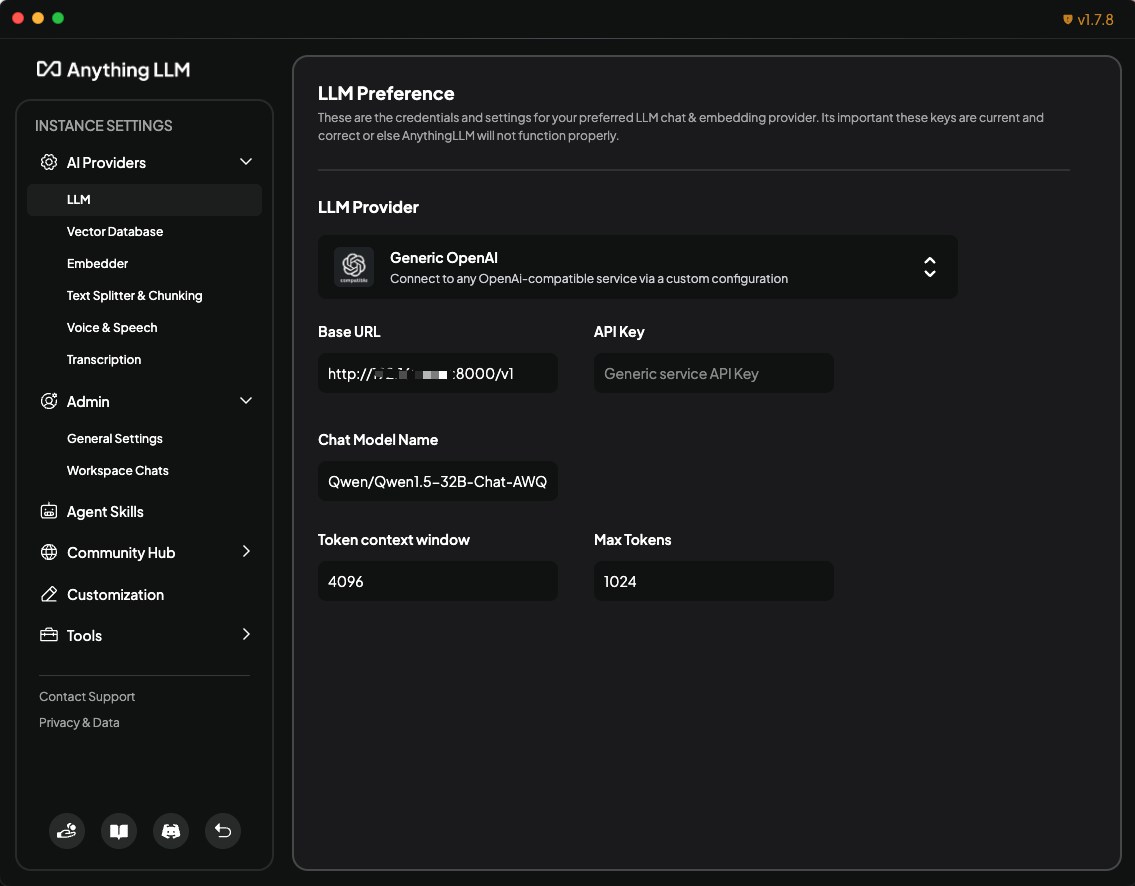 v1.7.8
Anything LLM
INSTANCE SETTINGS
AI Providers
LLM
Vector Database
Embedder
Text Splitter & Chunking
Voice & Speech
Transcription
Admin
General Settings
Workspace Chats
Agent Skills
Community Hub
Customization
Tools
Contact Support
Privacy & Data
LLM Preference
These are the credentials and settings for your preferred LLM chat & embedding provider. Its important these keys are current and
correct or else AnythingLLM will not function properly.
LLM Provider
compatible
Generic OpenAI
Connect to any OpenAi-compatible service via a custom configuration
Base URL
http:// :8000/v1
API Key
Generic service API Key
Chat Model Name
Qwen/Qwen1.5-32B-Chat-AWQ
Token context window
4096
Max Tokens
1024